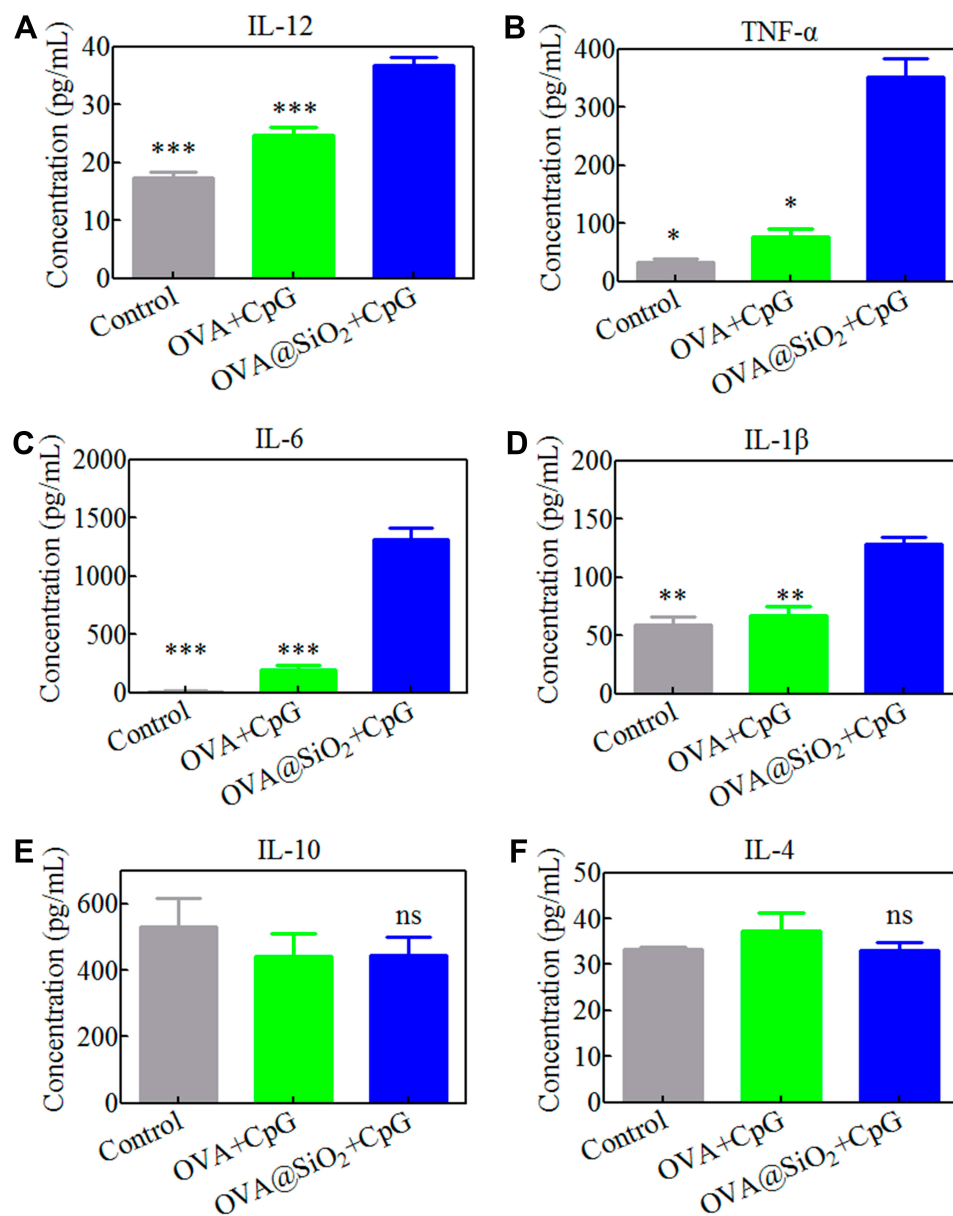 A
IL-12
Concentration (pg/mL)
40
30
20
10
0
***
***
Control
OVA+CpG
OVA@SiO₂+CpG
B
TNF-α
Concentration (pg/mL)
400
300
200
100
0
*
*
Control
OVA+CpG
OVA@SiO₂+CpG
C
IL-6
Concentration (pg/mL)
2000
1500
1000
500
0
***
***
Control
OVA+CpG
OVA@SiO₂+CpG
D
IL-1β
Concentration (pg/mL)
200
150
100
50
0
**
**
Control
OVA+CpG
OVA@SiO₂+CpG
E
IL-10
Concentration (pg/mL)
600
400
200
0
ns
Control
OVA+CpG
OVA@SiO₂+CpG
F
IL-4
Concentration (pg/mL)
50
40
30
20
10
0
ns
Control
OVA+CpG
OVA@SiO₂+CpG